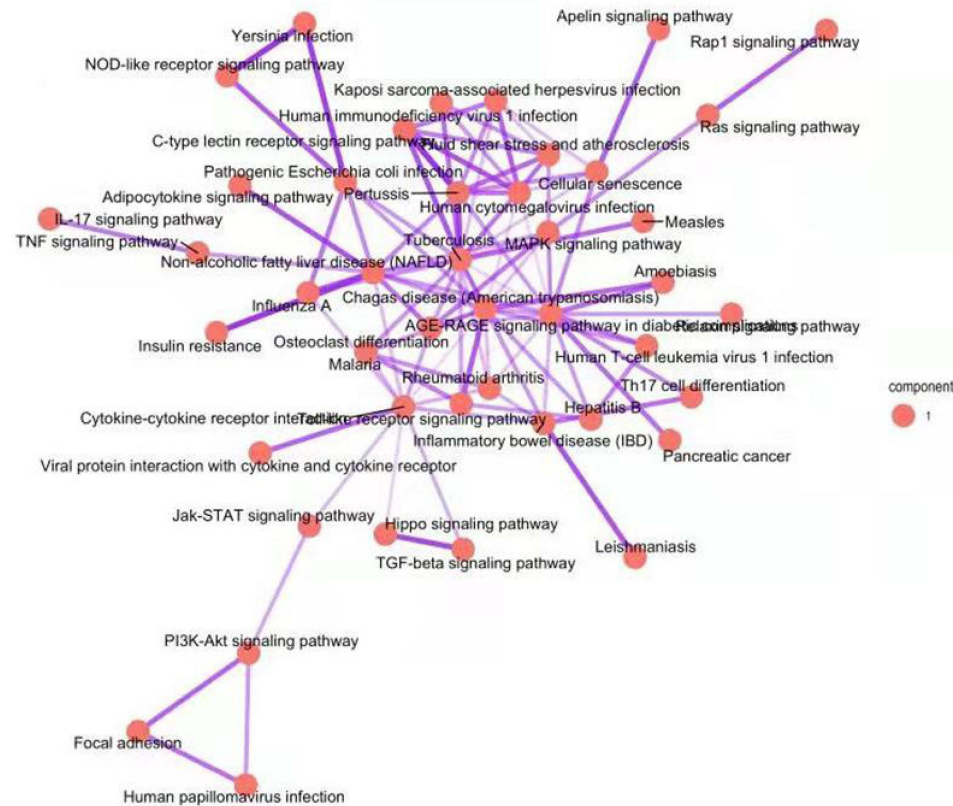 Apelin signaling pathway
Yersinia infection
Rap1 signaling pathway
NOD-like receptor signaling pathway
Kaposi sarcoma-associated herpesvirus infection
Human immunodeficiency virus 1 infection
Ras signaling pathway
C-type lectin receptor signaling pathway
Fluid shear stress and atherosclerosis
Pathogenic Escherichia coli infection
Cellular senescence
Adipocytokine signaling pathway
Pertussis
Human cytomegalovirus infection
IL-17 signaling pathway
Measles
TNF signaling pathway
Tuberculosis
MAPK signaling pathway
Non-alcoholic fatty liver disease (NAFLD)
Amoebiasis
Influenza A
Chagas disease (American trypanosomiasis)
AGE-RAGE signaling pathway in diabetic complications
Relaxin signaling pathway
Insulin resistance
Osteoclast differentiation
Human T-cell leukemia virus 1 infection
Malaria
Rheumatoid arthritis
Th17 cell differentiation
component
1
Cytokine-cytokine receptor interaction
Toll-like receptor signaling pathway
Hepatitis B
Inflammatory bowel disease (IBD)
Pancreatic cancer
Viral protein interaction with cytokine and cytokine receptor
Jak-STAT signaling pathway
Hippo signaling pathway
Leishmaniasis
TGF-beta signaling pathway
PI3K-Akt signaling pathway
Focal adhesion
Human papillomavirus infection